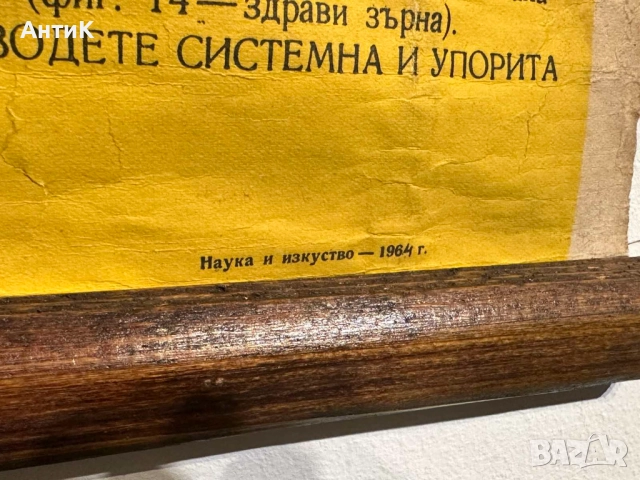 (фиг. 14 — здрави зърна).
ВОДЕТЕ СИСТЕМНА И УПОРИТА
Наука и изкуство — 1964 г.
АнтиК
BAZAR